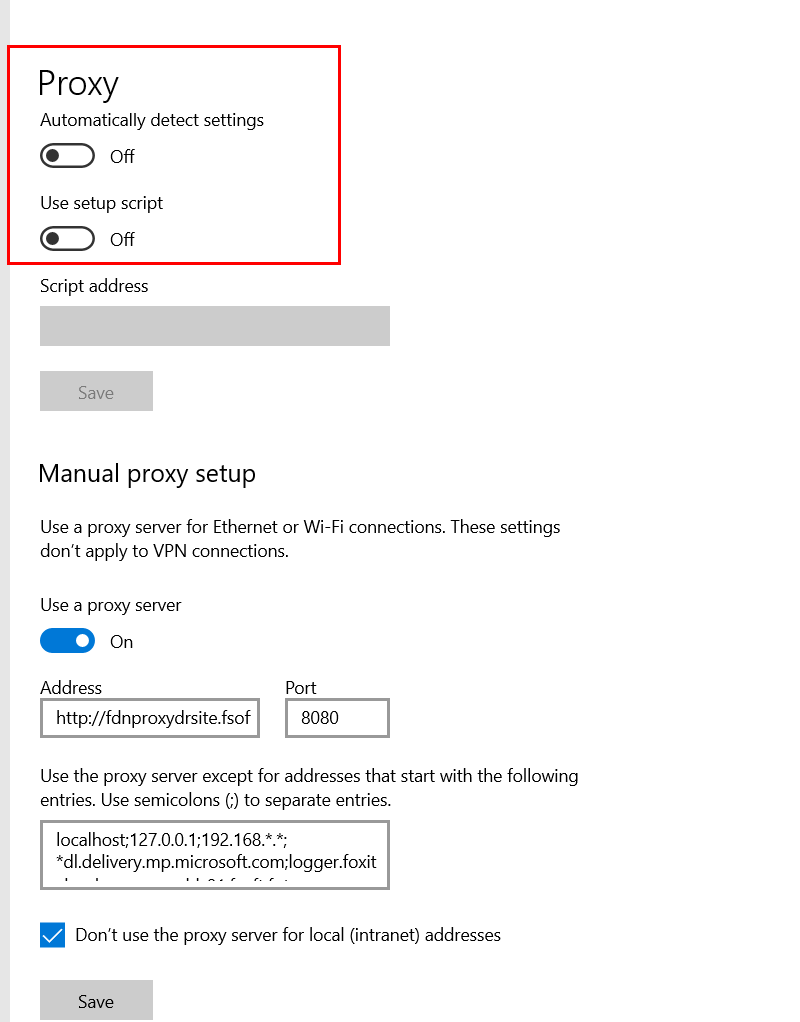 Proxy
Automatically detect settings
Off
Use setup script
Off
Script address
Save
Manual proxy setup
Use a proxy server for Ethernet or Wi-Fi connections. These settings
don't apply to VPN connections.
Use a proxy server
On
Address Port
http://fdnproxydrsite.fsof 8080
Use the proxy server except for addresses that start with the following
entries. Use semicolons (;) to separate entries.
localhost;127.0.0.1;192.168.*.*;
*dl.delivery.mp.microsoft.com;logger.foxit
Don't use the proxy server for local (intranet) addresses
Save